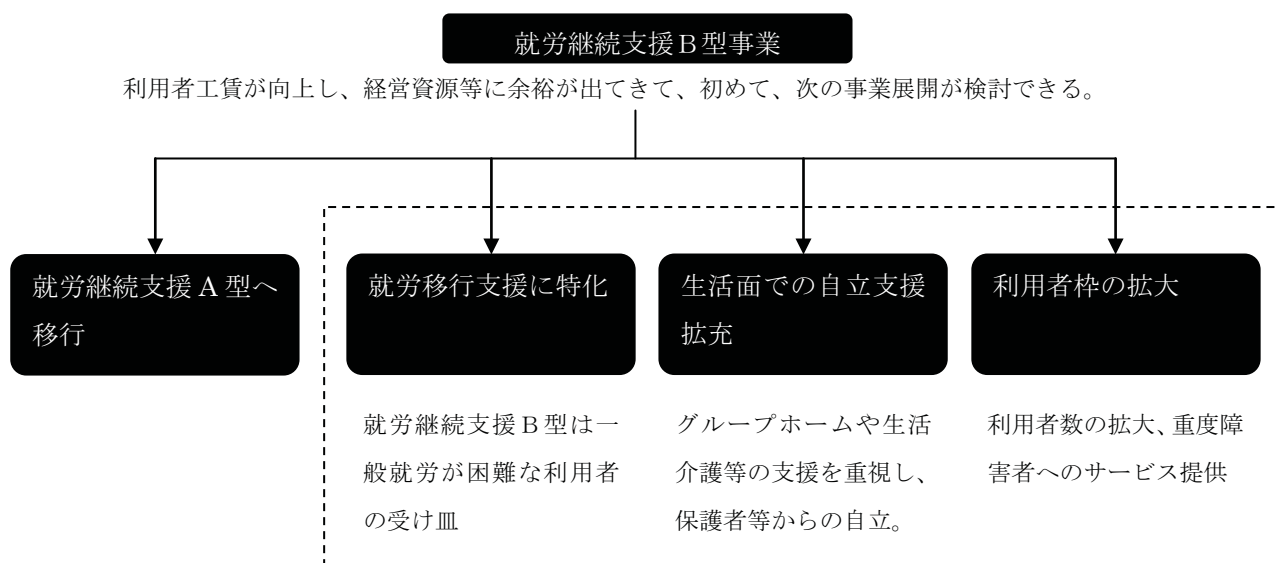 就労継続支援B型事業
利用者工賃が向上し、経営資源等に余裕が出てきて、初めて、次の事業展開が検討できる。
就労継続支援A型へ
移行
就労移行支援に特化
生活面での自立支援
拡充
利用者枠の拡大
就労継続支援B型は一
般就労が困難な利用者
の受け皿
グループホームや生活
介護等の支援を重視し、
保護者等からの自立。
利用者数の拡大、重度障
害者へのサービス提供